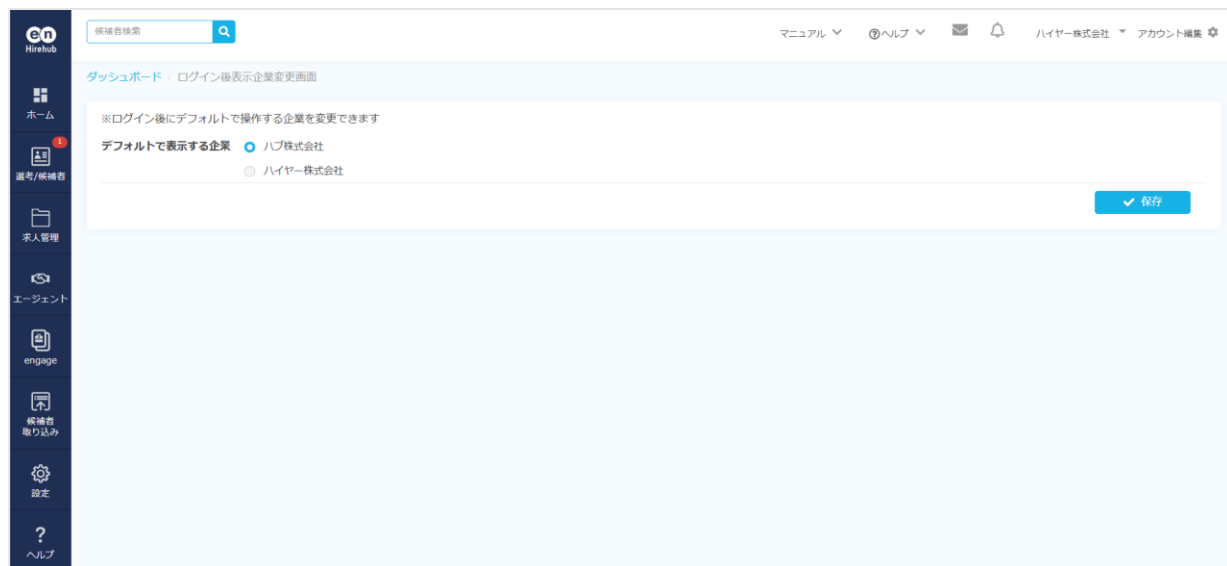 en
Hirehub
候補者検索
マニュアル
?ヘルプ
ハイヤー株式会社
アカウント編集
ダッシュボード / ログイン後表示企業変更画面
※ログイン後にデフォルトで操作する企業を変更できます
デフォルトで表示する企業
ハブ株式会社
ハイヤー株式会社
保存
ホーム
1
選考/候補者
求人管理
エージェント
engage
候補者
取り込み
設定
?
ヘルプ